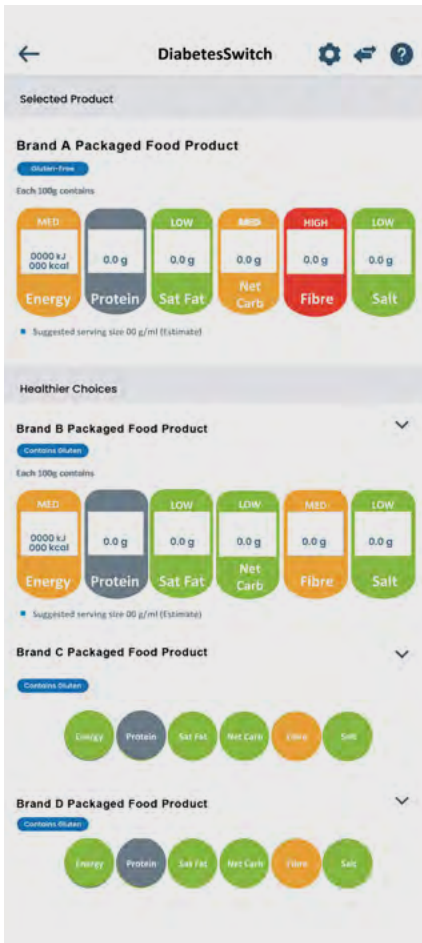 DiabetesSwitch
Selected Product
Brand A Packaged Food Product
Gluten-Free
Each 100g contains
MED LOW MED HIGH LOW
0000 kJ
000 kcal 0.0 g 0.0 g 0.0 g 0.0 g 0.0 g
Energy Protein Sat Fat Net Carb Fibre Salt
Suggested serving size 00 g/ml (Estimate)
Healthier Choices
Brand B Packaged Food Product
Contains Gluten
Each 100g contains
MED LOW LOW MED LOW
0000 kJ
000 kcal 0.0 g 0.0 g 0.0 g 0.0 g 0.0 g
Energy Protein Sat Fat Net Carb Fibre Salt
Suggested serving size 00 g/ml (Estimate)
Brand C Packaged Food Product
Contains Gluten
Energy Protein Sat Fat Net Carb Fibre Salt
Brand D Packaged Food Product
Contains Gluten
Energy Protein Sat Fat Net Carb Fibre Salt